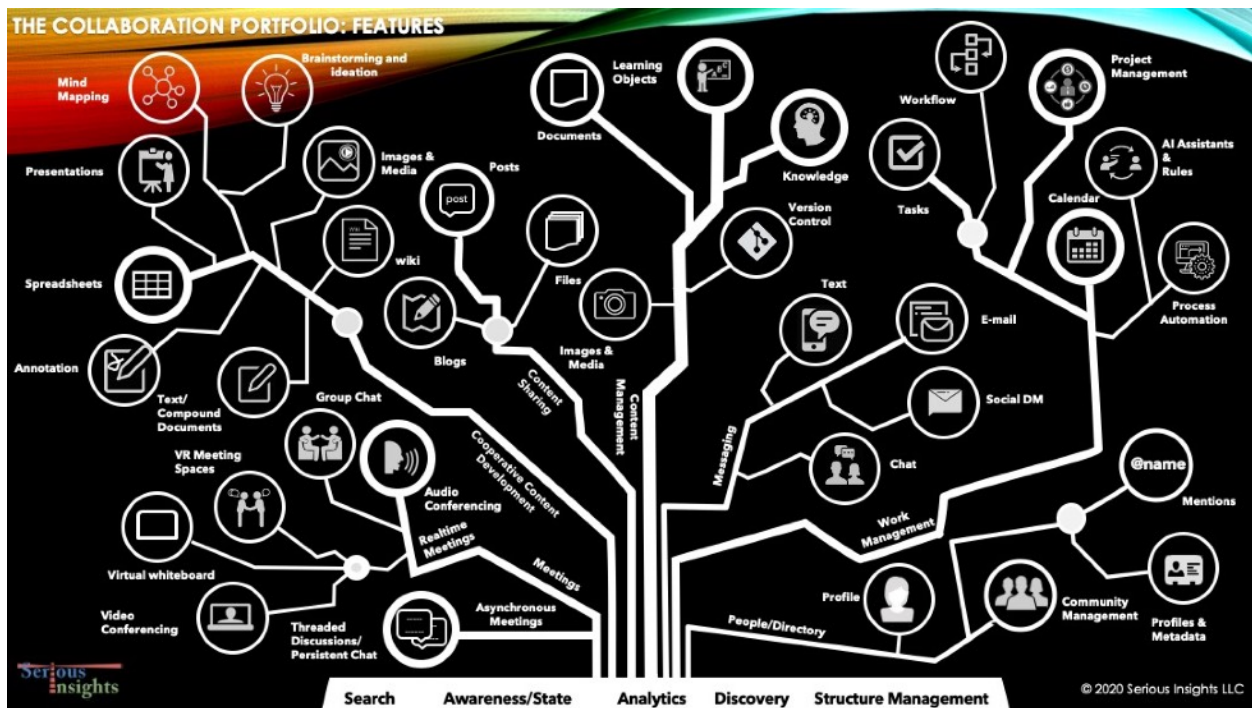 THE COLLABORATION PORTFOLIO: FEATURES
Mind
Mapping
Brainstorming and
ideation
Presentations
Images &
Media
Spreadsheets
Wiki
wiki
Annotation
Text/
Compound
Documents
Posts
post
Files
Blogs
Images &
Media
Content
Sharing
Documents
Learning
Objects
A B C
Knowledge
Version
Control
Content
Management
Workflow
Project
Management
Tasks
AI Assistants
&
Rules
Calendar
Process
Automation
Text
E-mail
Social DM
Chat
Messaging
Group Chat
VR Meeting
Spaces
Audio
Conferencing
Cooperative Content
Development
Realtime
Meetings
Virtual whiteboard
Video
Conferencing
Threaded
Discussions/
Persistent Chat
Meetings
Asynchronous
Meetings
Work
Management
@name
Mentions
Profile
Community
Management
Profiles &
Metadata
People/Directory
Serious
Insights
Search
Awareness/State
Analytics
Discovery
Structure Management
© 2020 Serious Insights LLC